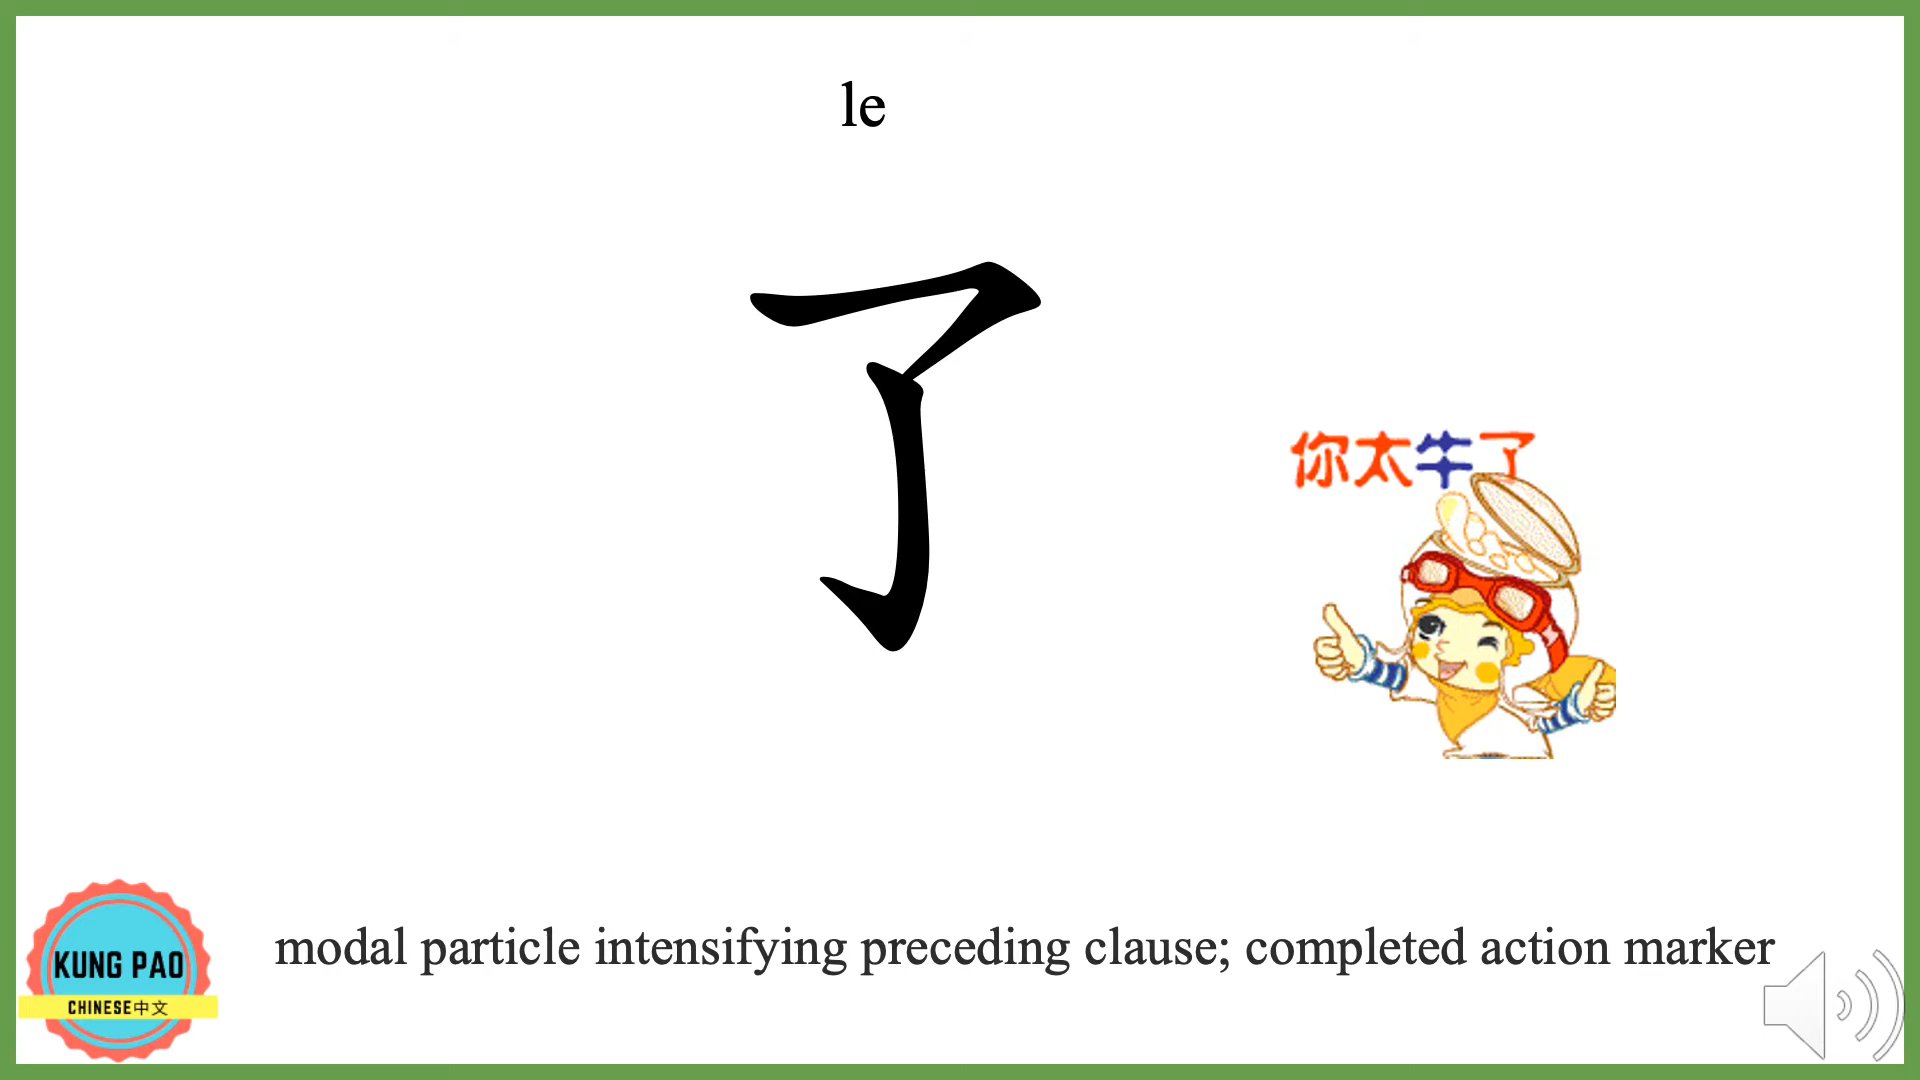 le
了
你太牛了
KUNG PAO
CHINESE中文
modal particle intensifying preceding clause; completed action marker